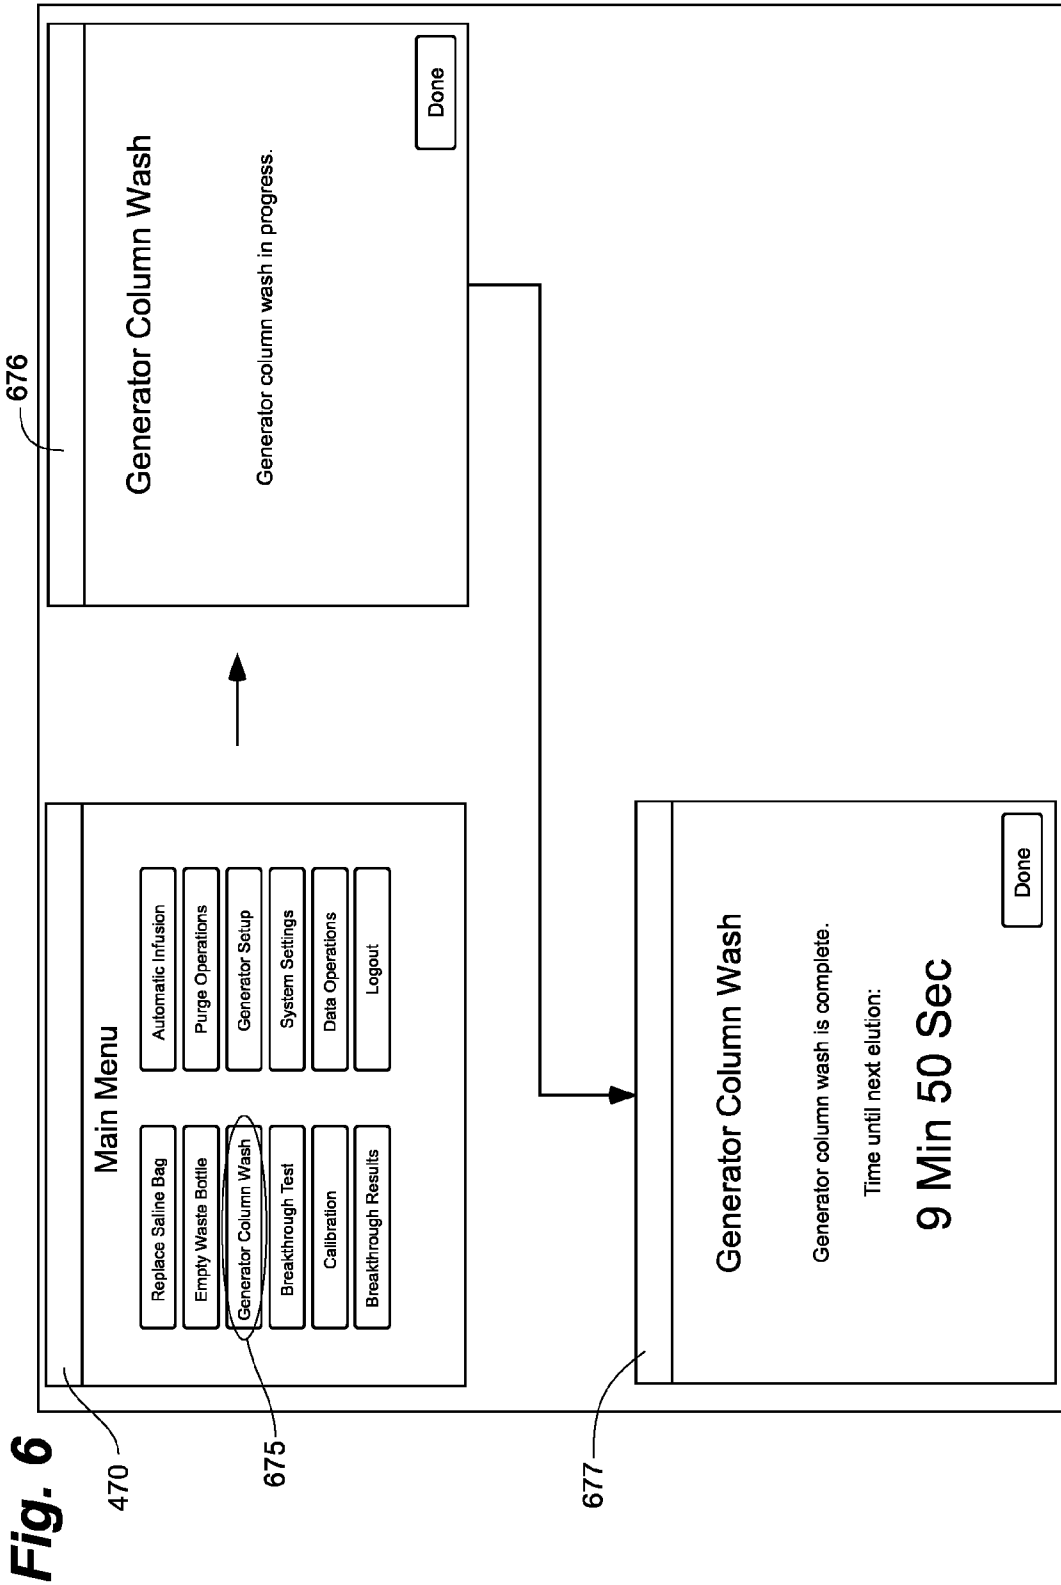 Fig. 6
470
Main Menu
Replace Saline Bag
Empty Waste Bottle
Generator Column Wash
Breakthrough Test
Calibration
Breakthrough Results
Automatic Infusion
Purge Operations
Generator Setup
System Settings
Data Operations
Logout
675
676
Generator Column Wash
Generator column wash in progress.
Done
677
Generator Column Wash
Generator column wash is complete.
Time until next elution:
9 Min 50 Sec
Done